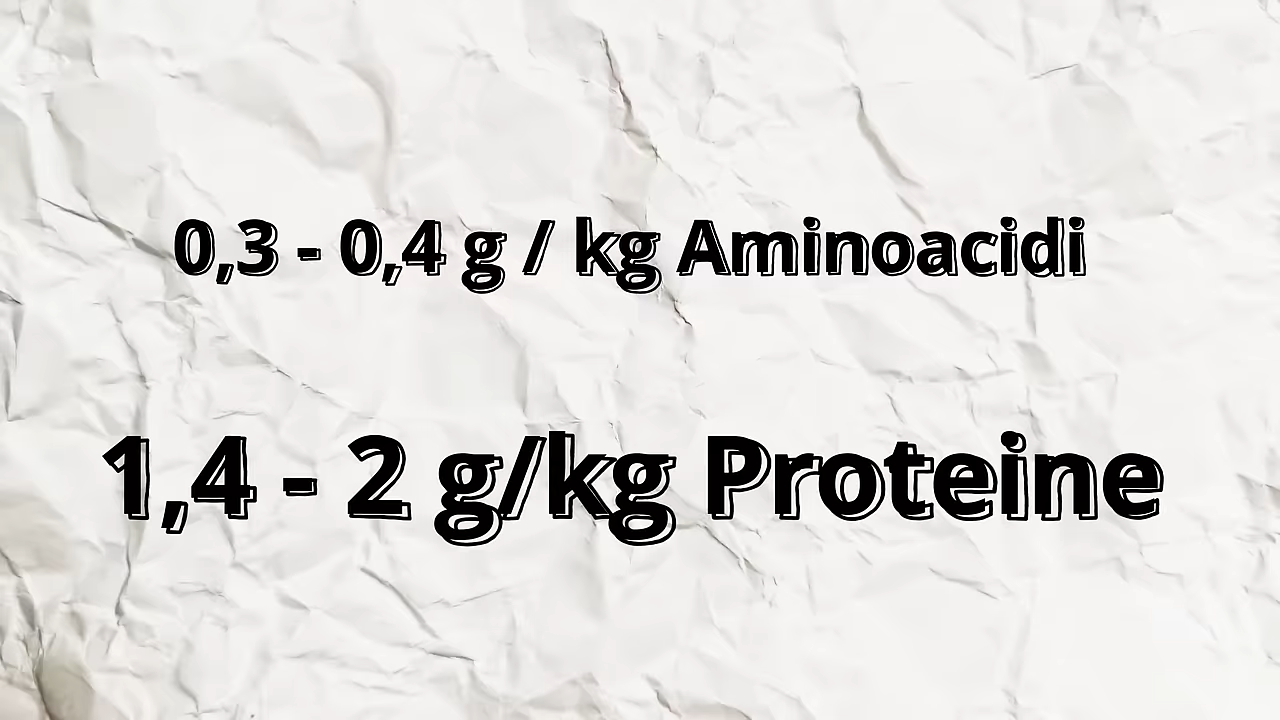 0,3 - 0,4 g / kg Aminoacidi
1,4 - 2 g/kg Proteine